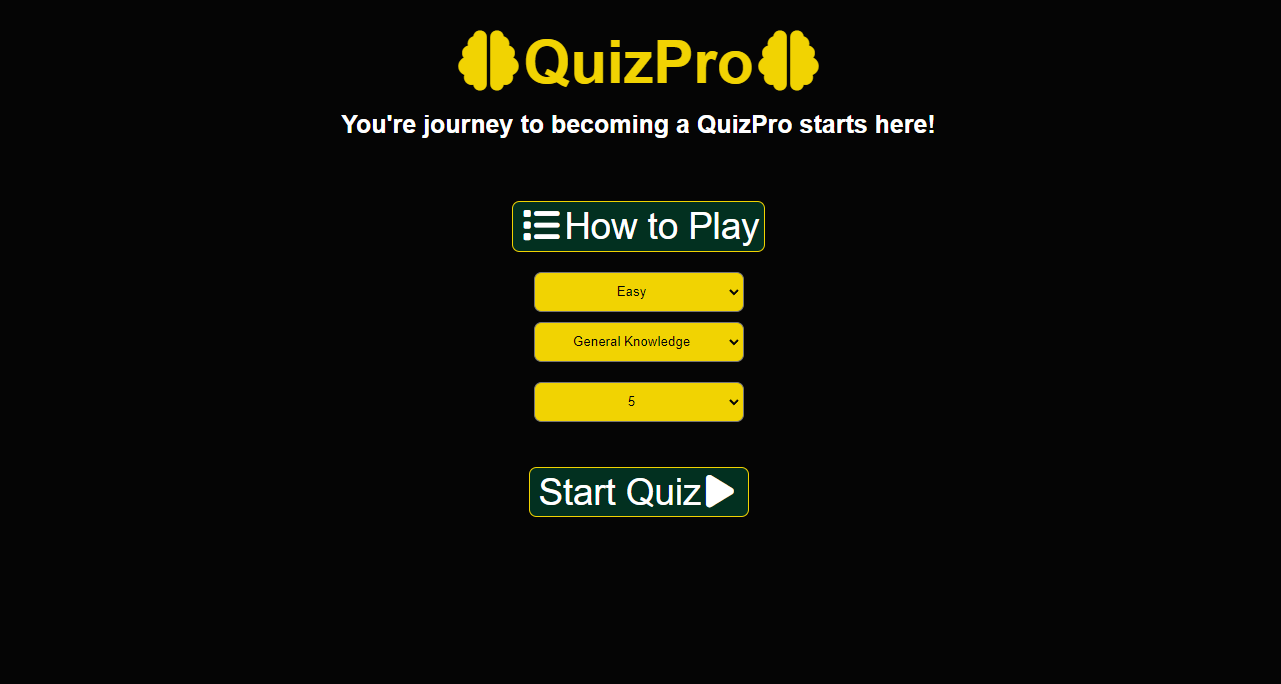 QuizPro
You're journey to becoming a QuizPro starts here!
How to Play
Easy
General Knowledge
5
Start Quiz